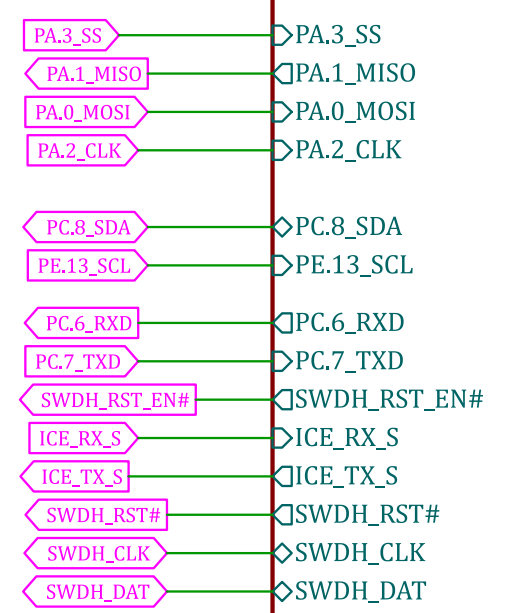 PA.3_SS PA.3_SS
PA.1_MISO PA.1_MISO
PA.0_MOSI PA.0_MOSI
PA.2_CLK PA.2_CLK
PC.8_SDA PC.8_SDA
PE.13_SCL PE.13_SCL
PC.6_RXD PC.6_RXD
PC.7_TXD PC.7_TXD
SWDH_RST_EN# SWDH_RST_EN#
ICE_RX_S ICE_RX_S
ICE_TX_S ICE_TX_S
SWDH_RST# SWDH_RST#
SWDH_CLK SWDH_CLK
SWDH_DAT SWDH_DAT